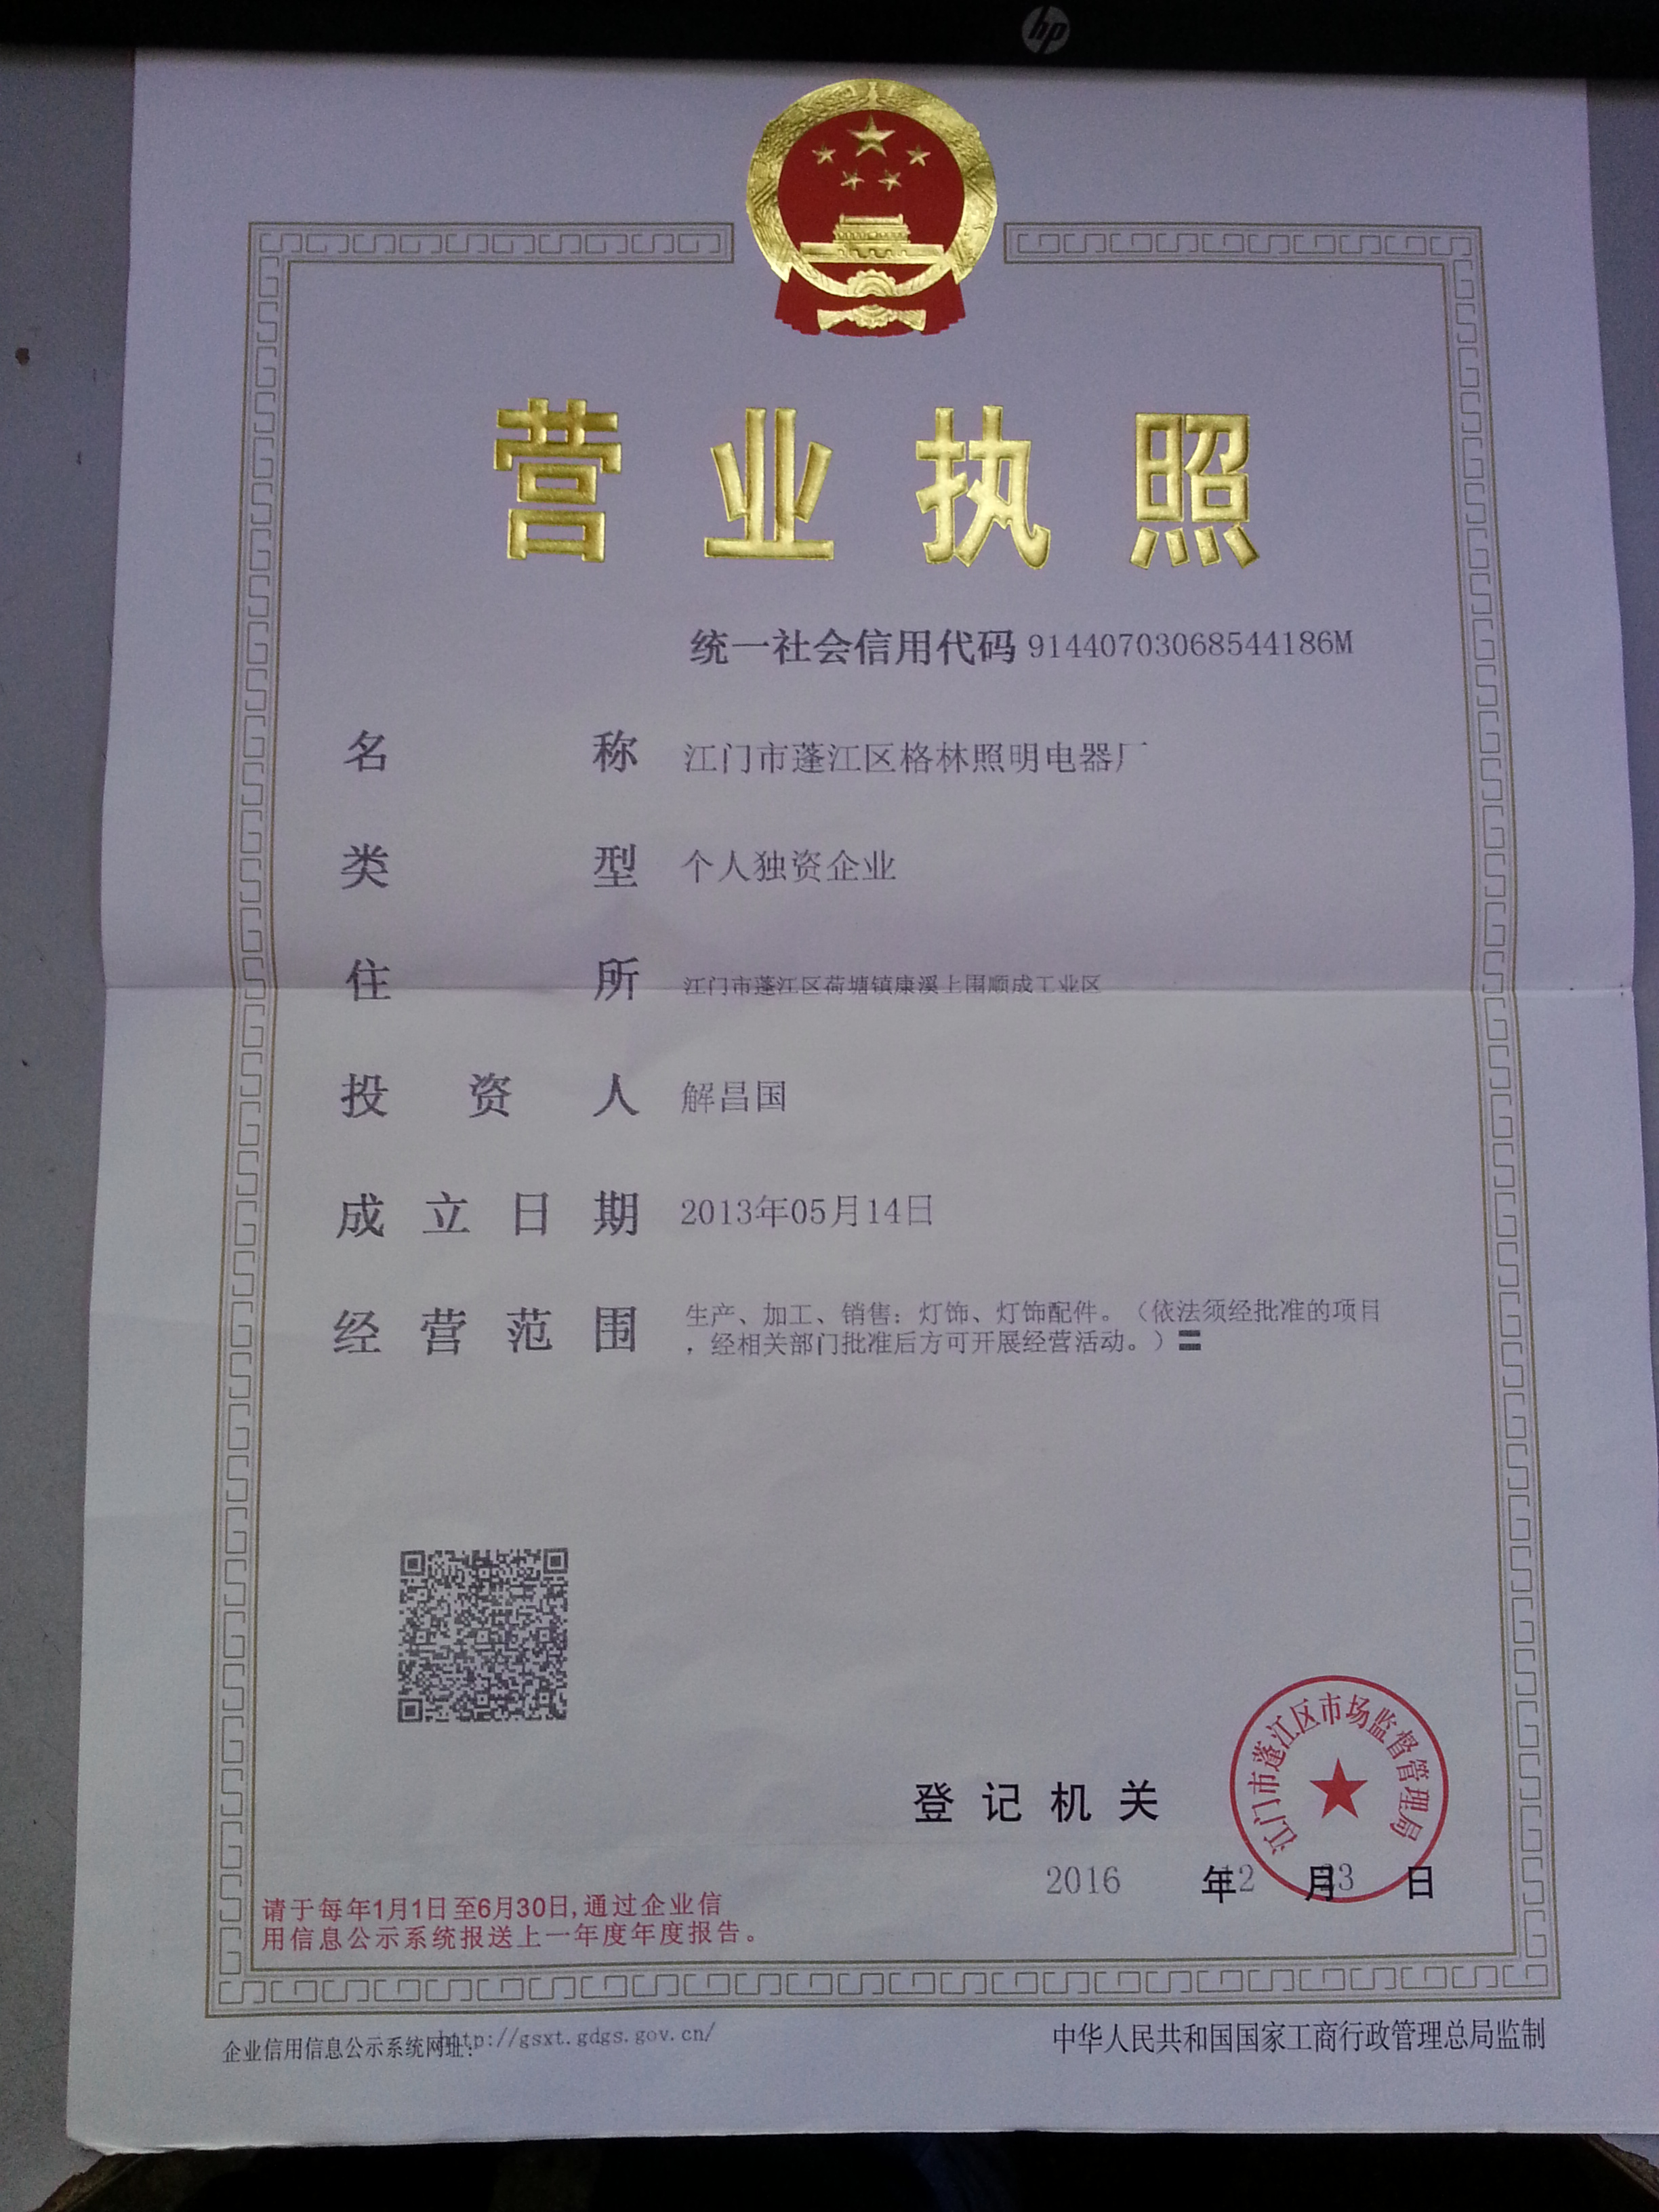 hp
营业执照
统一社会信用代码 91440703068544186M
名称 江门市蓬江区格林照明电器厂
类型 个人独资企业
住所 江门市蓬江区荷塘镇康溪上围顺成工业区
投资人 解昌国
成立日期 2013年05月14日
经营范围 生产、加工、销售：灯饰、灯饰配件。（依法须经批准的项目
，经相关部门批准后方可开展经营活动。）〓
江门市蓬江区市场监督管理局
登记机关
2016年12月23日
请于每年1月1日至6月30日,通过企业信
用信息公示系统报送上一年度年度报告。
企业信用信息公示系统网址：http://gsxt.gdgs.gov.cn/
中华人民共和国国家工商行政管理总局监制